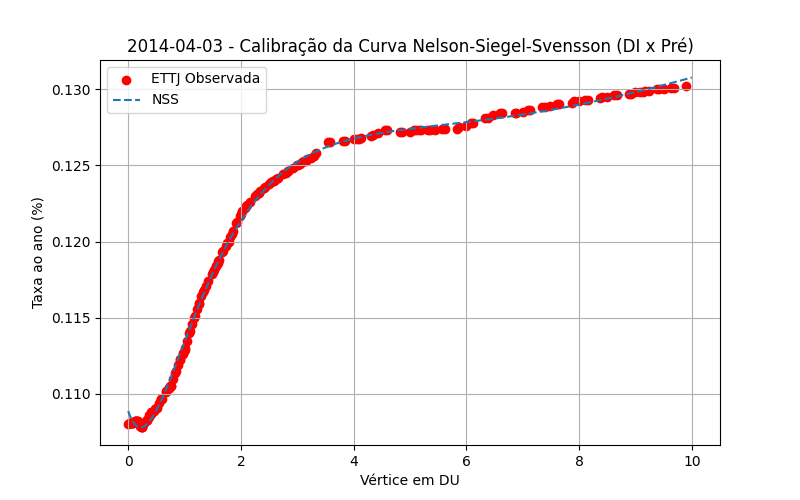 2014-04-03 - Calibração da Curva Nelson-Siegel-Svensson (DI x Pré)
ETTJ Observada
NSS
Taxa ao ano (%)
0.130
0.125
0.120
0.115
0.110
0 2 4 6 8 10
Vértice em DU